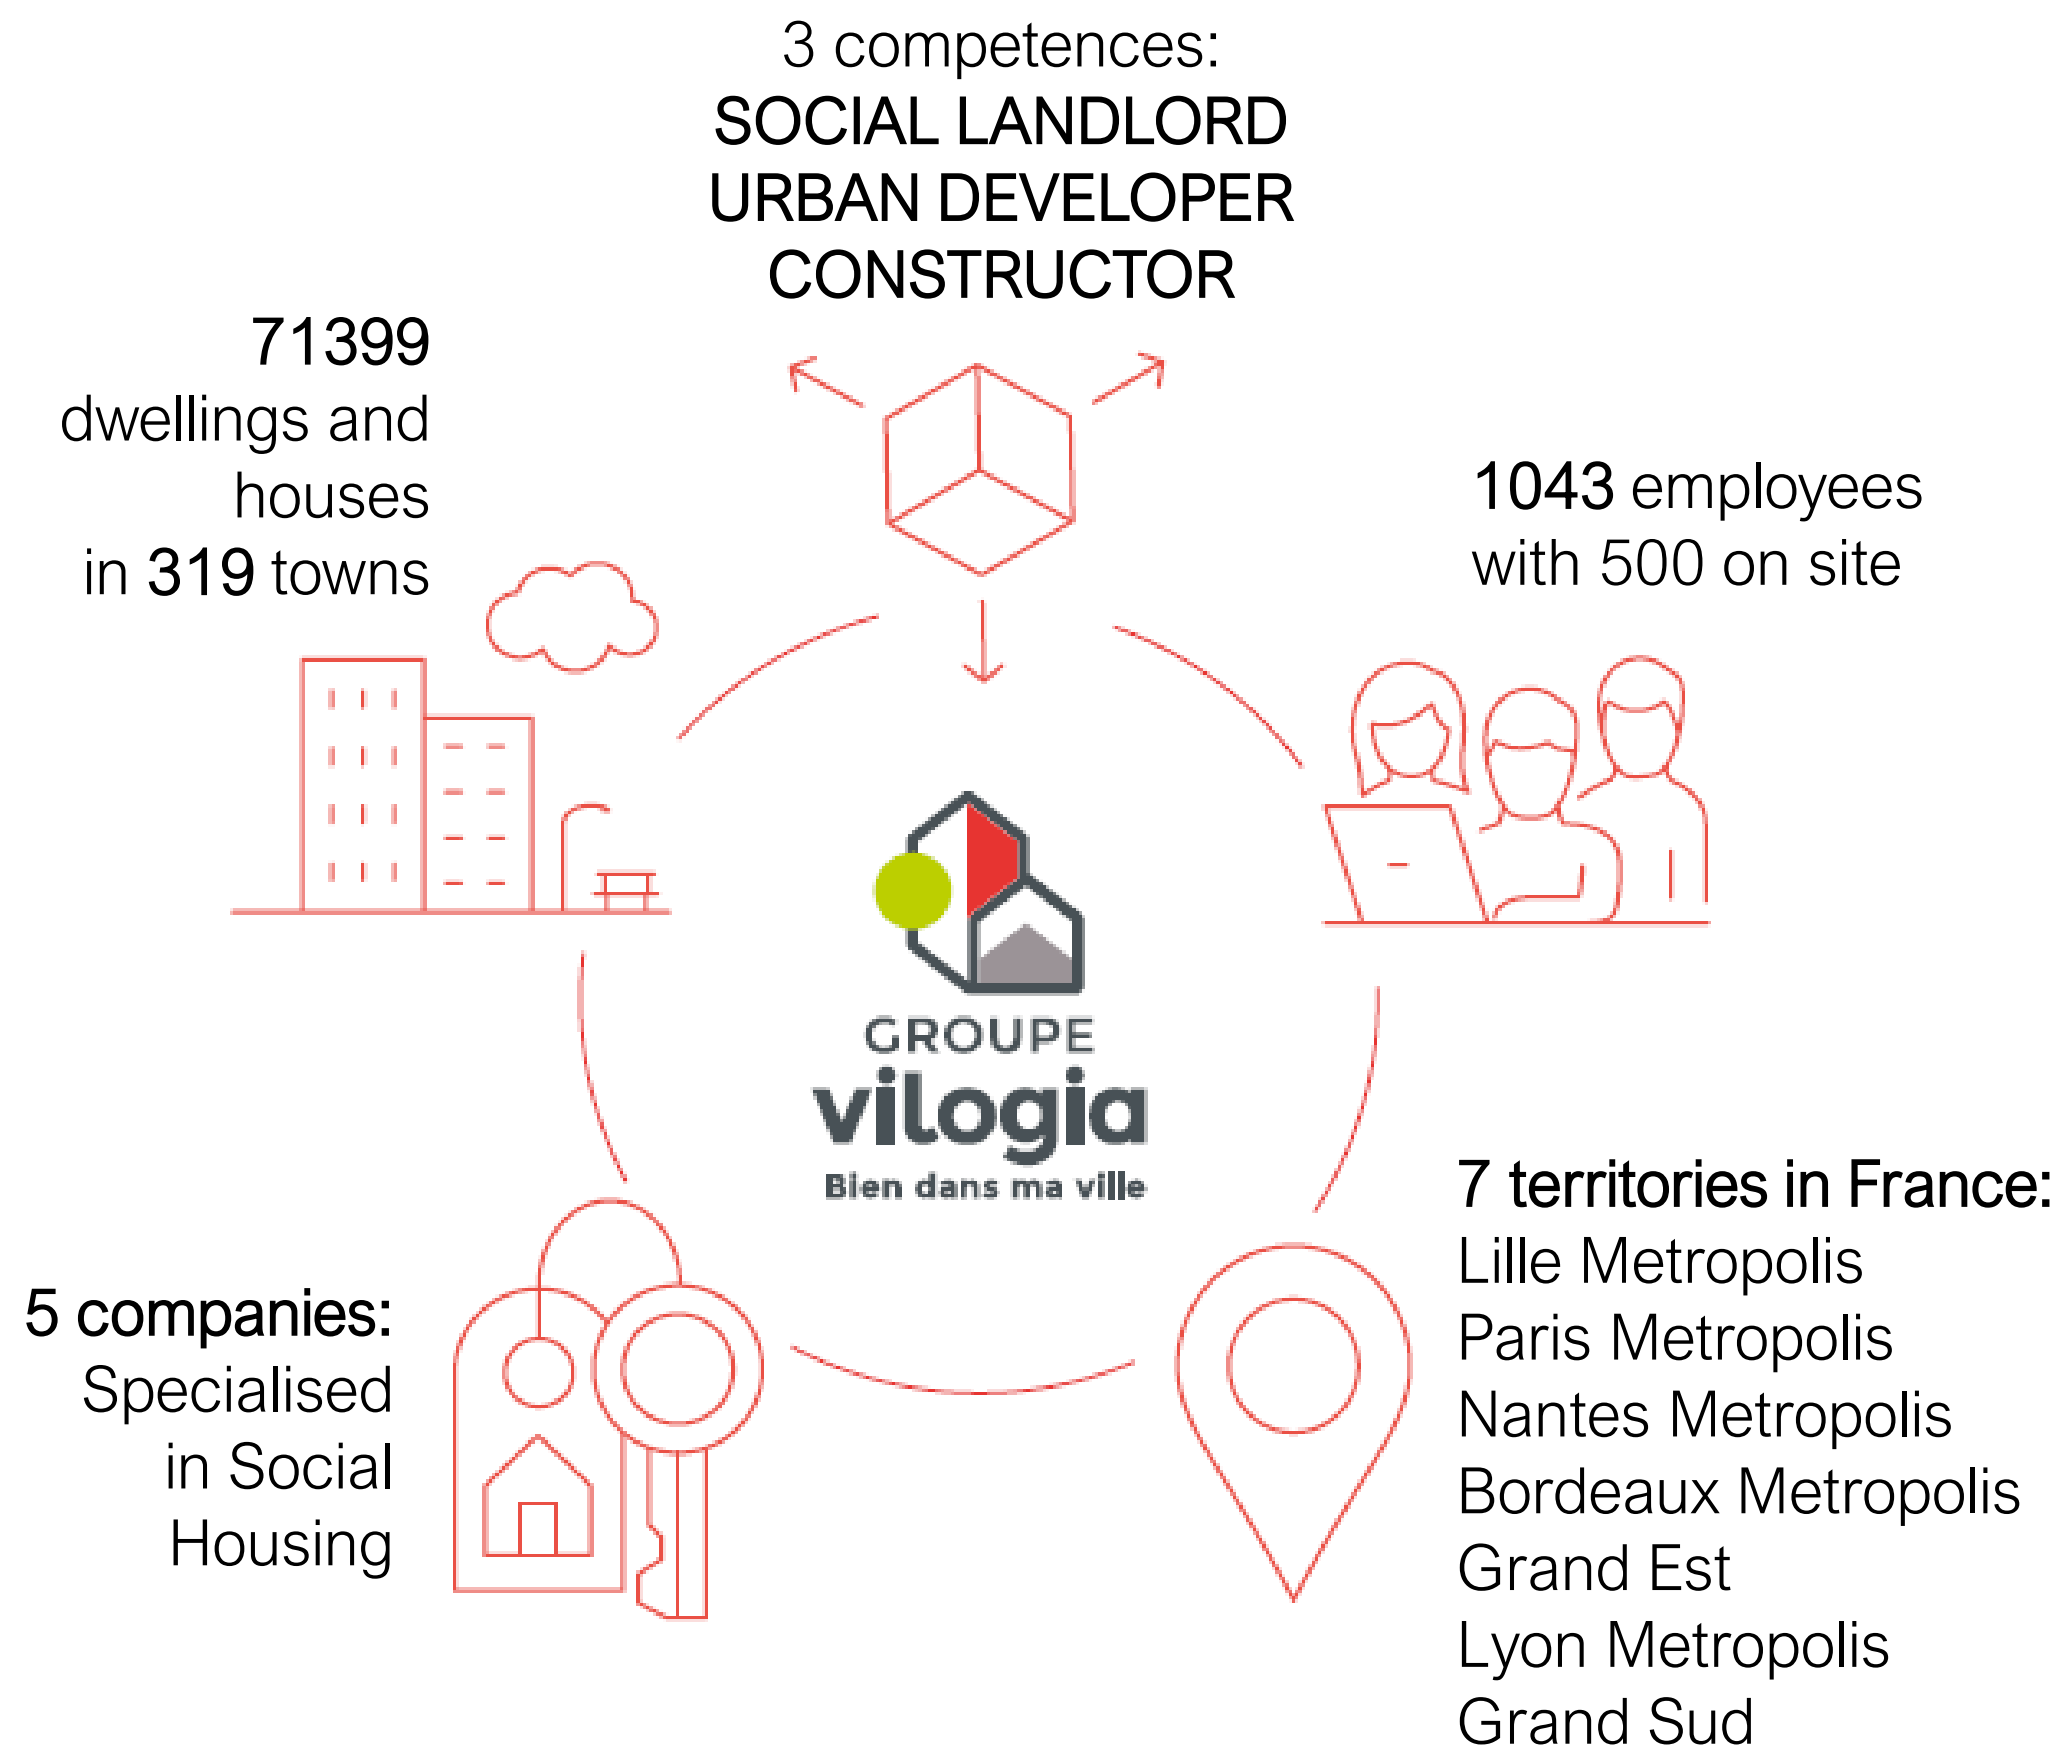 3 competences:
SOCIAL LANDLORD
URBAN DEVELOPER
CONSTRUCTOR
71399
dwellings and
houses
in 319 towns
1043 employees
with 500 on site
GROUPE
vilogia
Bien dans ma ville
5 companies:
Specialised
in Social
Housing
7 territories in France:
Lille Metropolis
Paris Metropolis
Nantes Metropolis
Bordeaux Metropolis
Grand Est
Lyon Metropolis
Grand Sud